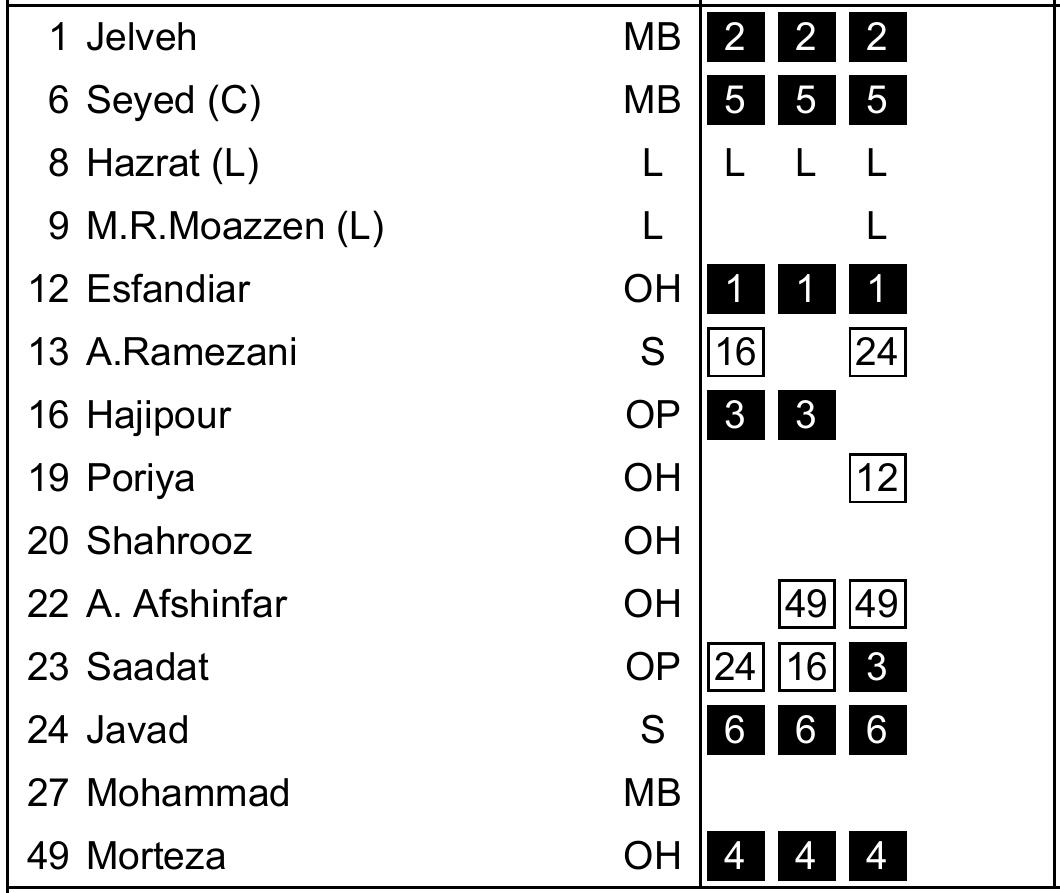 1 Jelveh MB 2 2 2
6 Seyed (C) MB 5 5 5
8 Hazrat (L) L L L L
9 M.R.Moazzen (L) L L
12 Esfandiar OH 1 1 1
13 A.Ramezani S 16 24
16 Hajipour OP 3 3
19 Poriya OH 12
20 Shahrooz OH
22 A. Afshinfar OH 49 49
23 Saadat OP 24 16 3
24 Javad S 6 6 6
27 Mohammad MB
49 Morteza OH 4 4 4